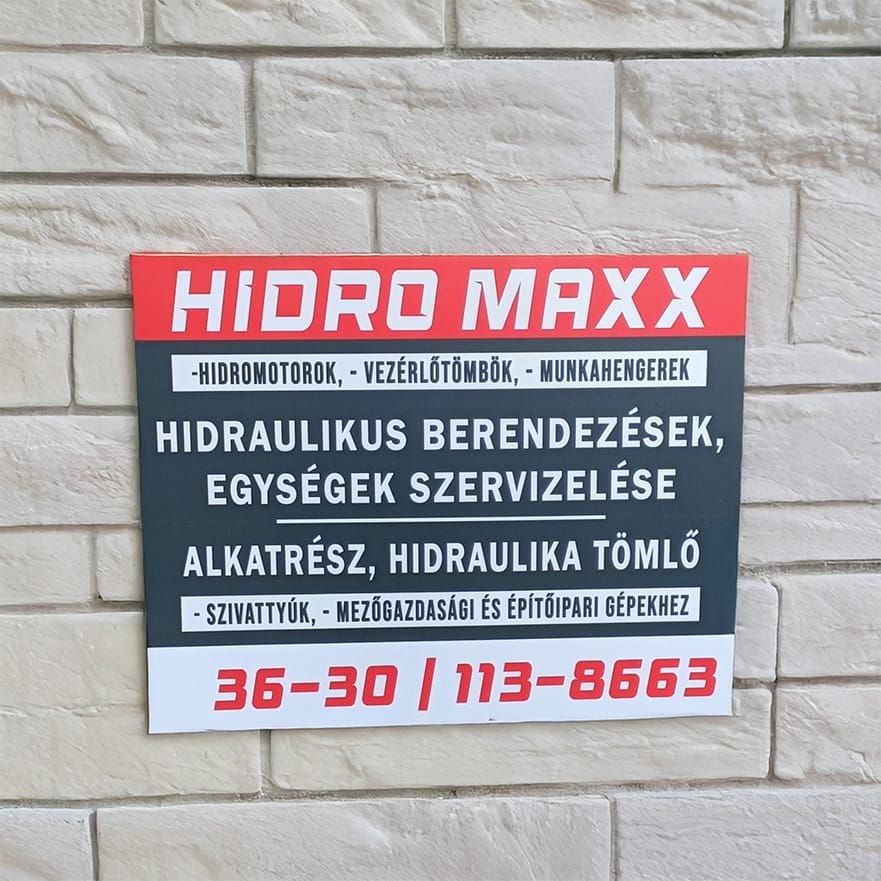 HIDRO MAXX
-HIDROMOTOROK, - VEZÉRLŐTÖMBÖK, - MUNKAHENGEREK
HIDRAULIKUS BERENDEZÉSEK,
EGYSÉGEK SZERVIZELÉSE
ALKATRÉSZ, HIDRAULIKA TÖMLŐ
- SZIVATTYÚK, - MEZŐGAZDASÁGI ÉS ÉPÍTŐIPARI GÉPEKHEZ
36-30 / 113-8663